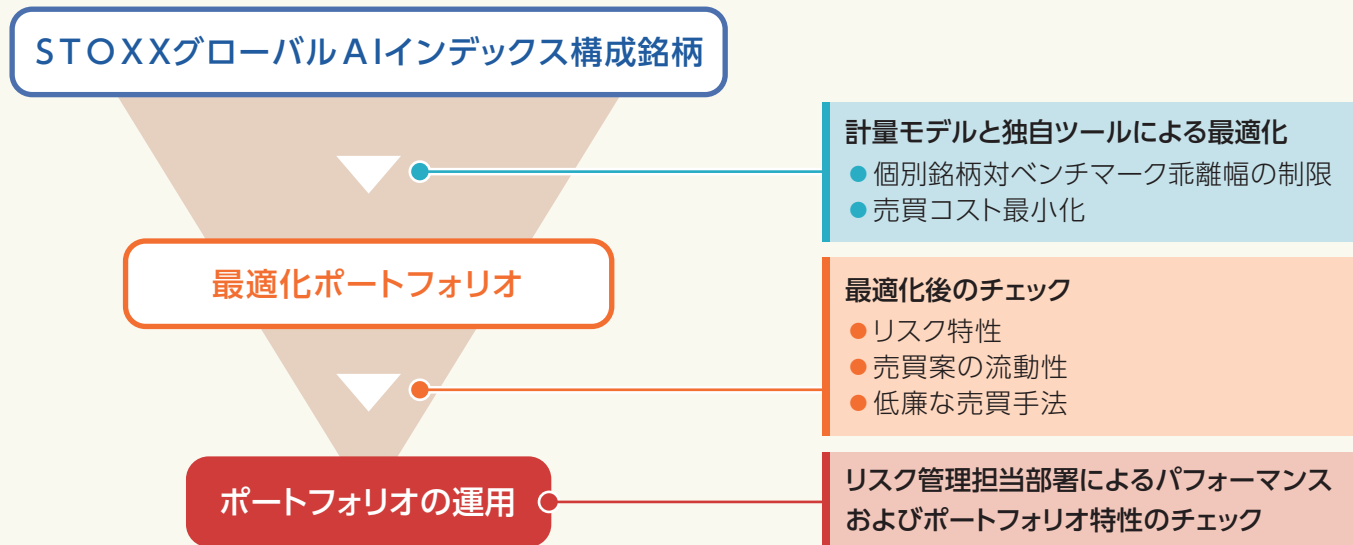 STOXXグローバルAIインデックス構成銘柄
計量モデルと独自ツールによる最適化
● 個別銘柄対ベンチマーク乖離幅の制限
● 売買コスト最小化
最適化ポートフォリオ
最適化後のチェック
● リスク特性
● 売買案の流動性
● 低廉な売買手法
ポートフォリオの運用
リスク管理担当部署によるパフォーマンス
およびポートフォリオ特性のチェック